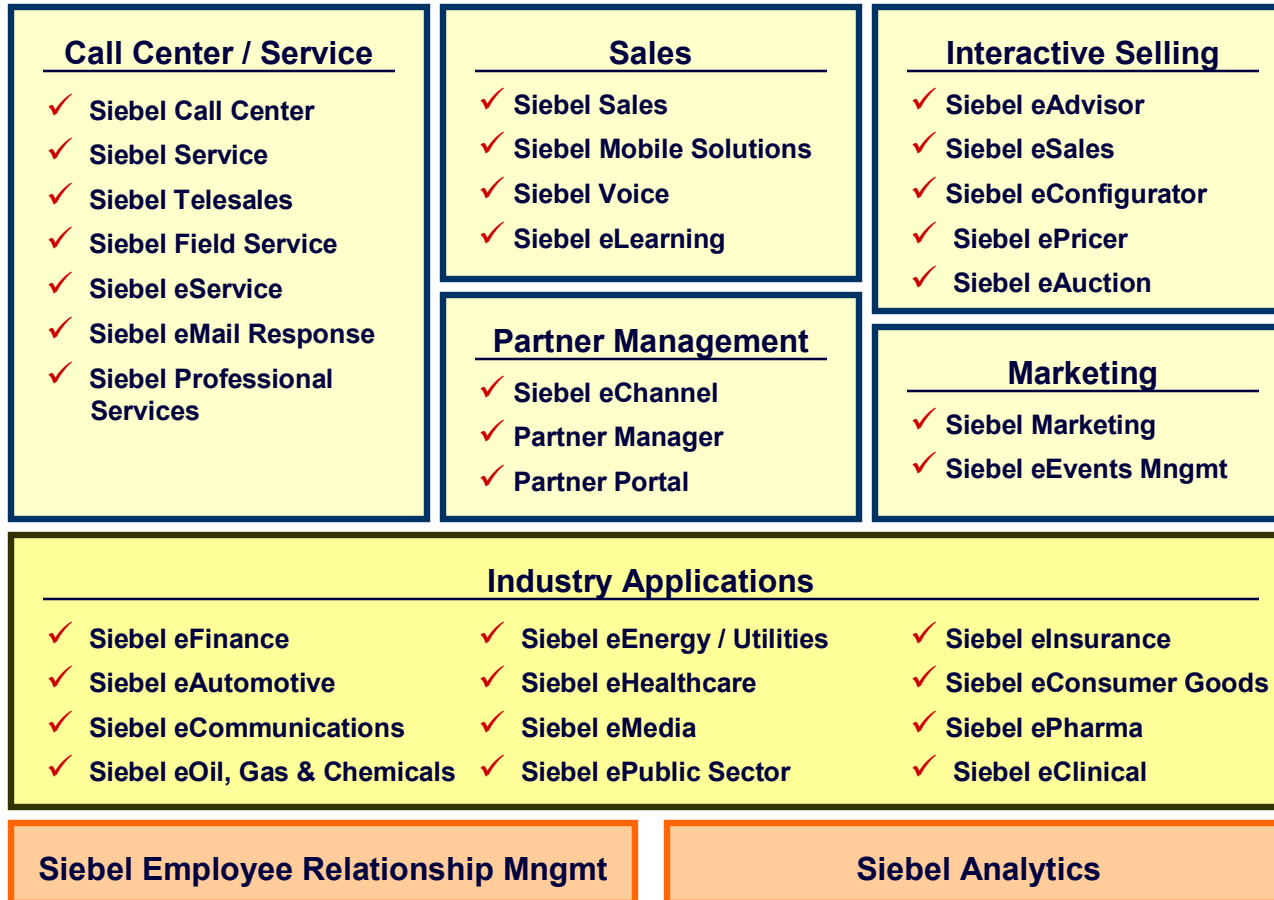 Call Center / Service
Siebel Call Center
Siebel Service
Siebel Telesales
Siebel Field Service
Siebel eService
Siebel eMail Response
Siebel Professional
Services
Sales
Siebel Sales
Siebel Mobile Solutions
Siebel Voice
Siebel eLearning
Partner Management
Siebel eChannel
Partner Manager
Partner Portal
Interactive Selling
Siebel eAdvisor
Siebel eSales
Siebel eConfigurator
Siebel ePricer
Siebel eAuction
Marketing
Siebel Marketing
Siebel eEvents Mngmt
Industry Applications
Siebel eFinance
Siebel eAutomotive
Siebel eCommunications
Siebel eOil, Gas & Chemicals
Siebel eEnergy / Utilities
Siebel eHealthcare
Siebel eMedia
Siebel ePublic Sector
Siebel eInsurance
Siebel eConsumer Goods
Siebel ePharma
Siebel eClinical
Siebel Employee Relationship Mngmt
Siebel Analytics